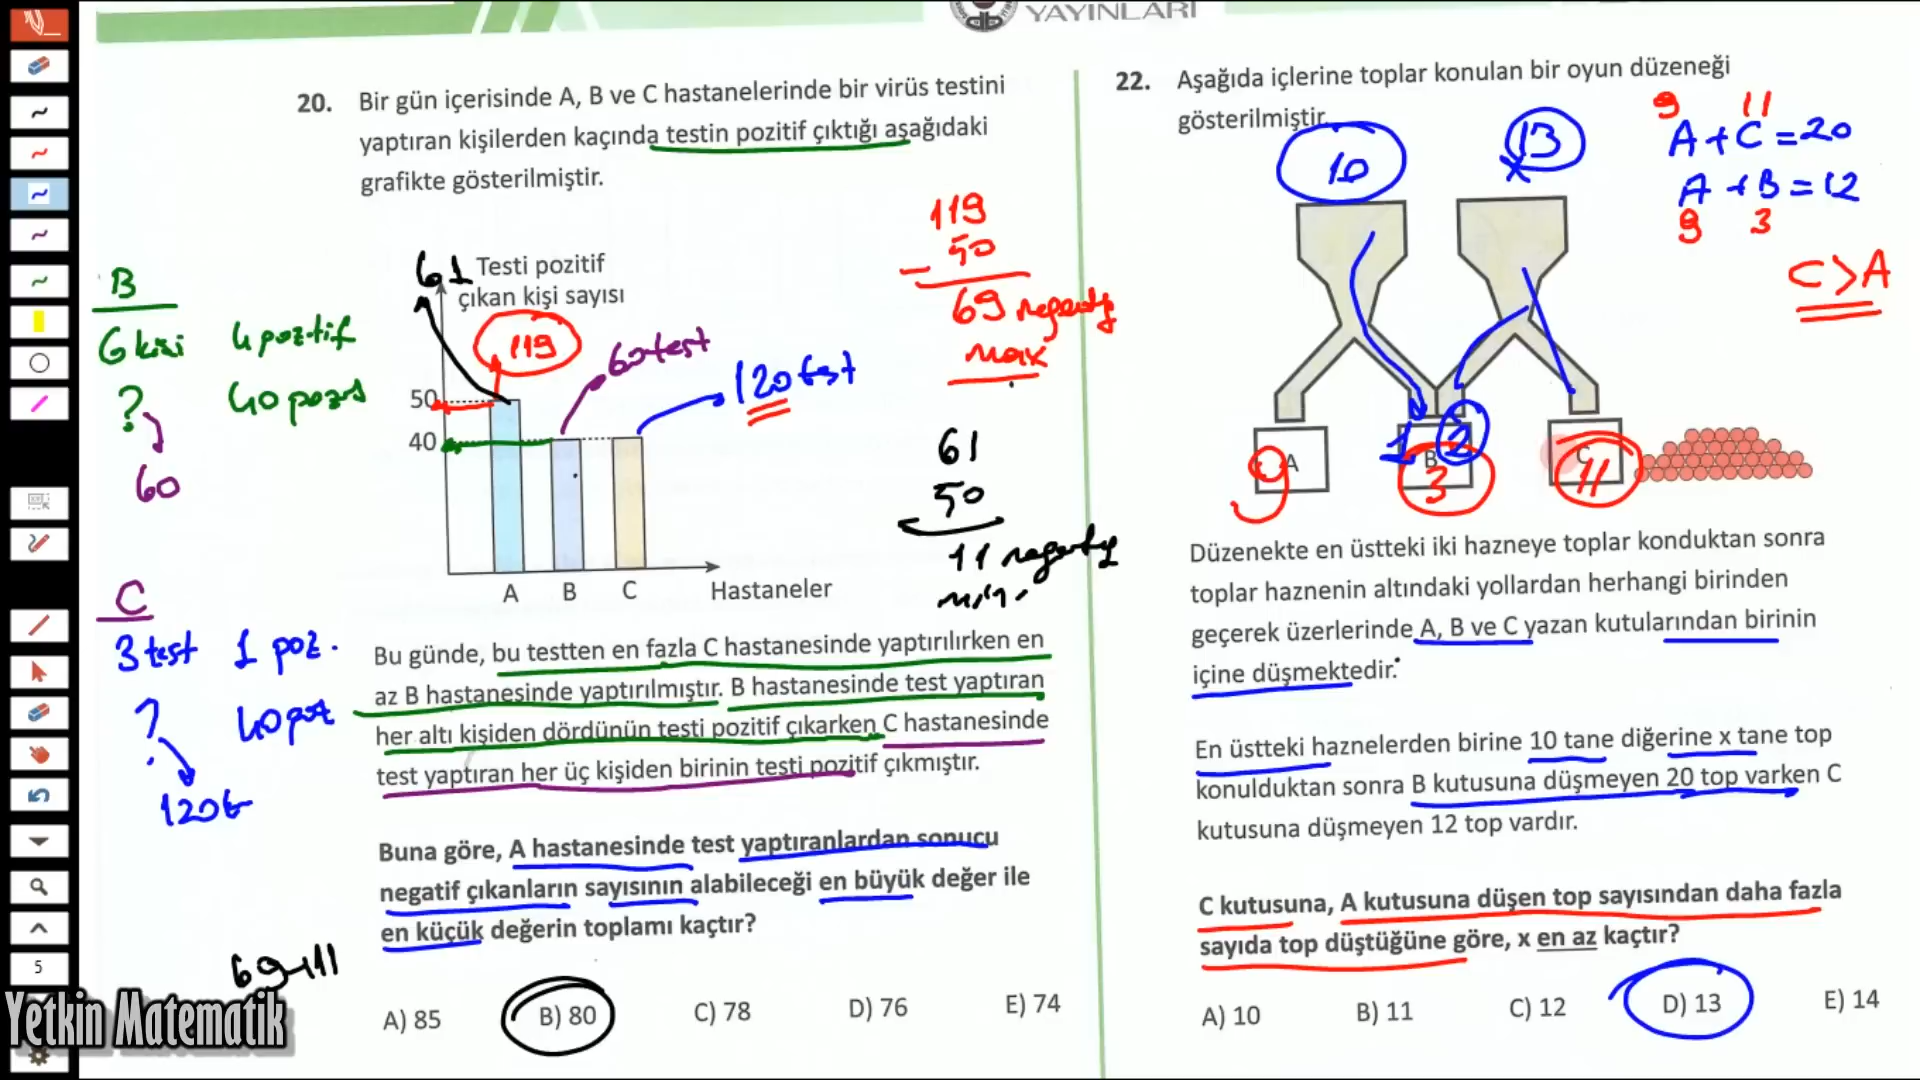 YAYINLARI
20. Bir gün içerisinde A, B ve C hastanelerinde bir virüs testini
yaptıran kişilerden kaçında testin pozitif çıktığı aşağıdaki
grafikte gösterilmiştir.
61
Testi pozitif
çıkan kişi sayısı
119
60 test
120 test
50
40
A B C Hastaneler
B
6 kişi 4 pozitif
? 40 pozit
60
C
3 test 1 poz.
? 40 poz
120t
119
50
69 negatif
max
61
50
11 negatif
min
Bu günde, bu testten en fazla C hastanesinde yaptırılırken en
az B hastanesinde yaptırılmıştır. B hastanesinde test yaptıran
her altı kişiden dördünün testi pozitif çıkarken C hastanesinde
test yaptıran her üç kişiden birinin testi pozitif çıkmıştır.
Buna göre, A hastanesinde test yaptıranlardan sonucu
negatif çıkanların sayısının alabileceği en büyük değer ile
en küçük değerin toplamı kaçtır?
69+11
A) 85 B) 80 C) 78 D) 76 E) 74
22. Aşağıda içlerine toplar konulan bir oyun düzeneği
gösterilmiştir.
10
13
x
9 11
A + C = 20
A + B = 12
9 3
C > A
1 2
A B C
9 3 11
Düzenekte en üstteki iki hazneye toplar konduktan sonra
toplar haznenin altındaki yollardan herhangi birinden
geçerek üzerlerinde A, B ve C yazan kutularından birinin
içine düşmektedir.
En üstteki haznelerden birine 10 tane diğerine x tane top
konulduktan sonra B kutusuna düşmeyen 20 top varken C
kutusuna düşmeyen 12 top vardır.
C kutusuna, A kutusuna düşen top sayısından daha fazla
sayıda top düştüğüne göre, x en az kaçtır?
A) 10 B) 11 C) 12 D) 13 E) 14
5
Yetkin Matematik